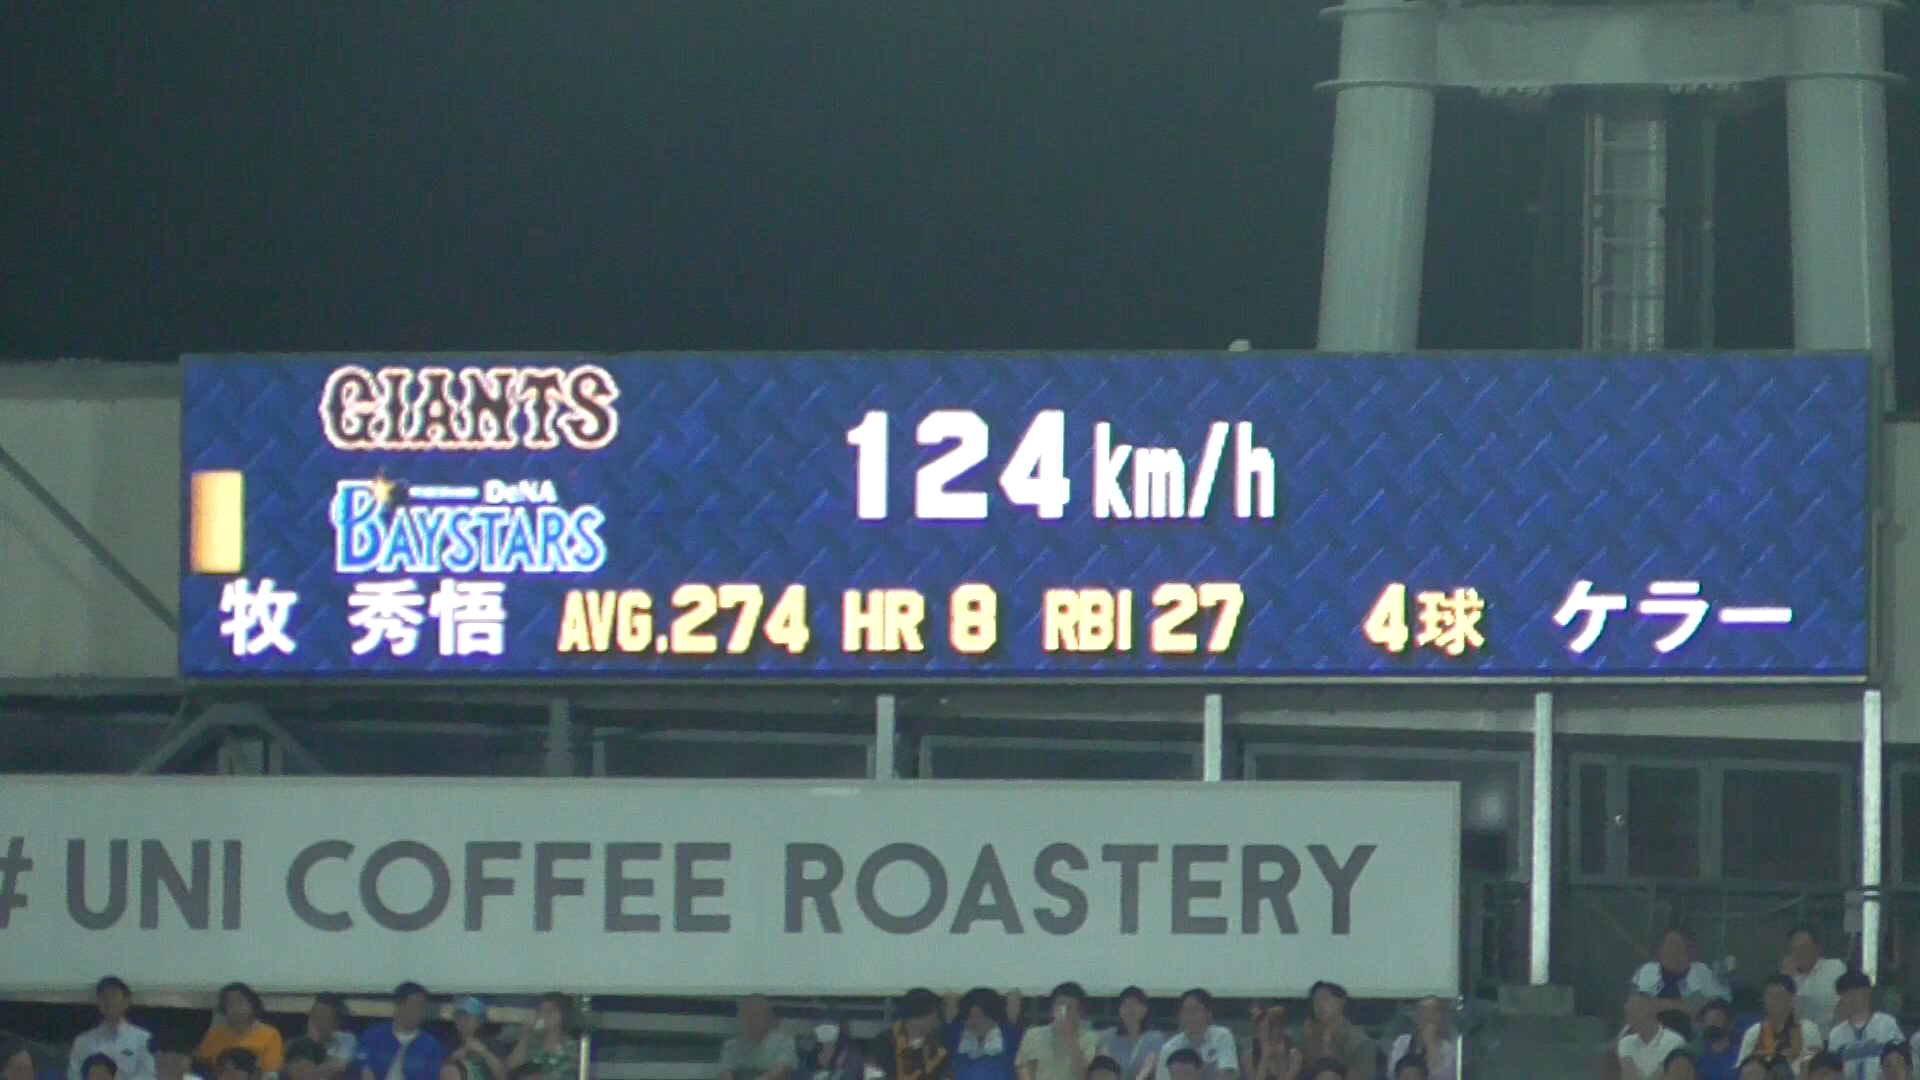 GIANTS
124 km/h
DeNA
BAYSTARS
牧 秀悟 AVG.274 HR 8 RBI 27 4球 ケラー
# UNI COFFEE ROASTERY